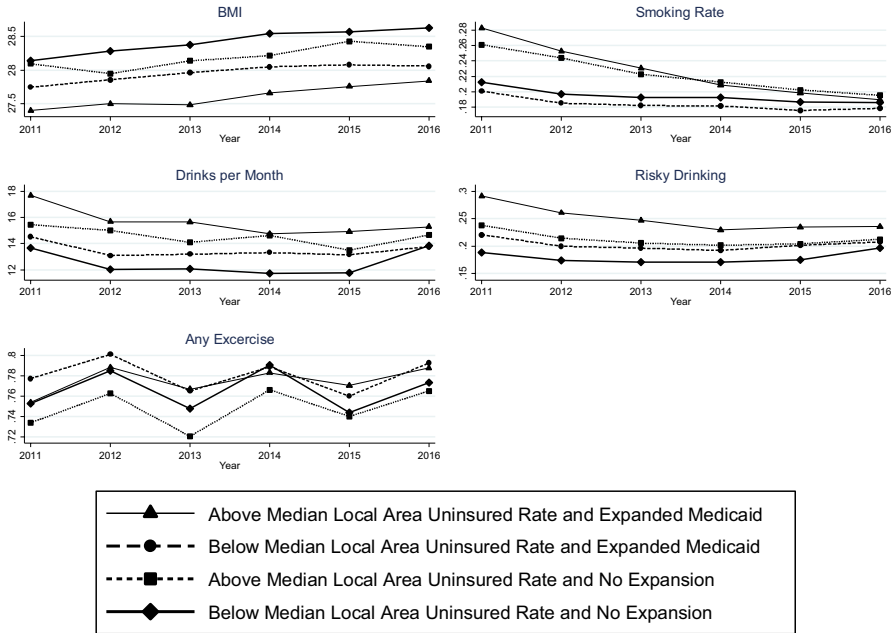 BMI
28.5
28
27.5
2011 2012 2013 2014 2015 2016
Year
Smoking Rate
.28
.26
.24
.22
.2
.18
2011 2012 2013 2014 2015 2016
Year
Drinks per Month
18
16
14
12
2011 2012 2013 2014 2015 2016
Year
Risky Drinking
.3
.25
.2
.15
2011 2012 2013 2014 2015 2016
Year
Any Excercise
.8
.78
.76
.74
.72
2011 2012 2013 2014 2015 2016
Year
Above Median Local Area Uninsured Rate and Expanded Medicaid
Below Median Local Area Uninsured Rate and Expanded Medicaid
Above Median Local Area Uninsured Rate and No Expansion
Below Median Local Area Uninsured Rate and No Expansion